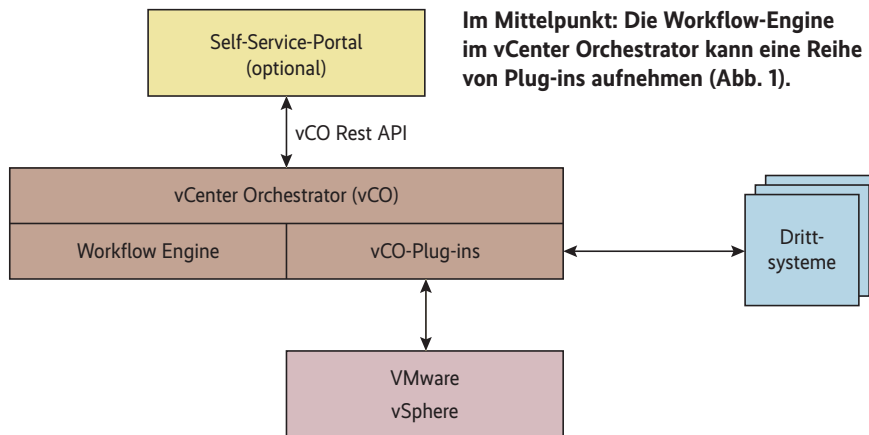 Self-Service-Portal
(optional)
Im Mittelpunkt: Die Workflow-Engine
im vCenter Orchestrator kann eine Reihe
von Plug-ins aufnehmen (Abb. 1).
vCO Rest API
vCenter Orchestrator (vCO)
Workflow Engine
vCO-Plug-ins
Dritt-
systeme
VMware
vSphere